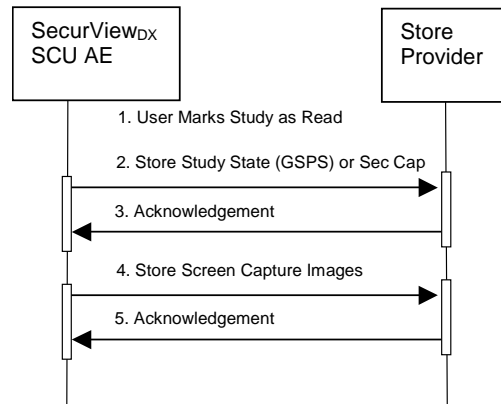 SecurViewDX
SCU AE
Store
Provider
1. User Marks Study as Read
2. Store Study State (GSPS) or Sec Cap
3. Acknowledgement
4. Store Screen Capture Images
5. Acknowledgement